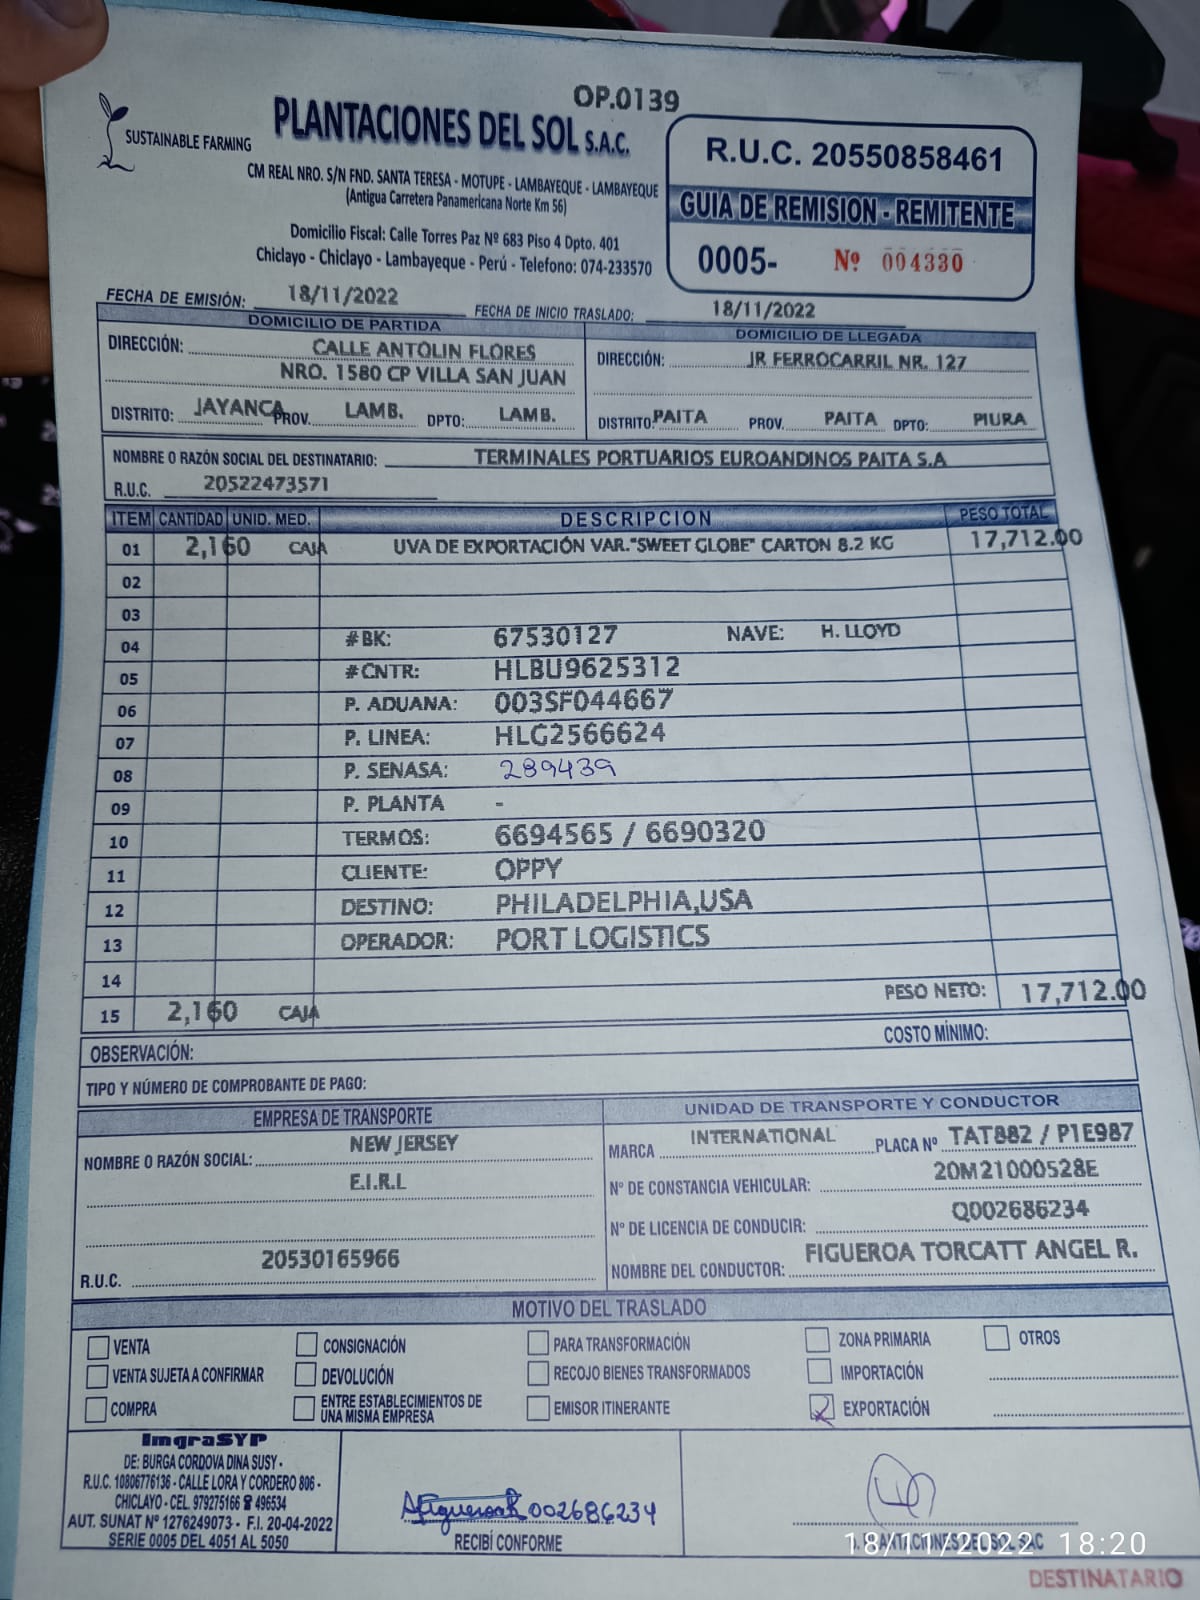 OP.0139
SUSTAINABLE FARMING
PLANTACIONES DEL SOL S.A.C.
CM REAL NRO. S/N FND. SANTA TERESA - MOTUPE - LAMBAYEQUE - LAMBAYEQUE
(Antigua Carretera Panamericana Norte Km 56)
Domicilio Fiscal: Calle Torres Paz Nº 683 Piso 4 Dpto. 401
Chiclayo - Chiclayo - Lambayeque - Perú - Telefono: 074-233570
R.U.C. 20550858461
GUIA DE REMISION - REMITENTE
0005- Nº 004330
FECHA DE EMISIÓN: 18/11/2022 FECHA DE INICIO TRASLADO: 18/11/2022
DOMICILIO DE PARTIDA
DIRECCIÓN: CALLE ANTOLIN FLORES
NRO. 1580 CP VILLA SAN JUAN
DISTRITO: JAYANCA PROV. LAMB. DPTO: LAMB.
DOMICILIO DE LLEGADA
DIRECCIÓN: JR FERROCARRIL NR. 127
DISTRITO: PAITA PROV. PAITA DPTO: PIURA
NOMBRE O RAZÓN SOCIAL DEL DESTINATARIO: TERMINALES PORTUARIOS EUROANDINOS PAITA S.A
R.U.C. 20522473571
ITEM CANTIDAD UNID. MED. DESCRIPCION PESO TOTAL
01 2,160 CAJA UVA DE EXPORTACIÓN VAR."SWEET GLOBE" CARTON 8.2 KG 17,712.00
02
03
04 #BK: 67530127 NAVE: H. LLOYD
05 #CNTR: HLBU9625312
06 P. ADUANA: 003SF044667
07 P. LINEA: HLG2566624
08 P. SENASA: 289439
09 P. PLANTA -
10 TERMOS: 6694565 / 6690320
11 CLIENTE: OPPY
12 DESTINO: PHILADELPHIA,USA
13 OPERADOR: PORT LOGISTICS
14
15 2,160 CAJA PESO NETO: 17,712.00
OBSERVACIÓN: COSTO MÍNIMO:
TIPO Y NÚMERO DE COMPROBANTE DE PAGO:
EMPRESA DE TRANSPORTE
NOMBRE O RAZÓN SOCIAL: NEW JERSEY
E.I.R.L
R.U.C. 20530165966
UNIDAD DE TRANSPORTE Y CONDUCTOR
MARCA INTERNATIONAL PLACA Nº TAT882 / P1E987
Nº DE CONSTANCIA VEHICULAR: 20M21000528E
Nº DE LICENCIA DE CONDUCIR: Q002686234
NOMBRE DEL CONDUCTOR: FIGUEROA TORCATT ANGEL R.
MOTIVO DEL TRASLADO
VENTA CONSIGNACIÓN PARA TRANSFORMACIÓN ZONA PRIMARIA OTROS
VENTA SUJETA A CONFIRMAR DEVOLUCIÓN RECOJO BIENES TRANSFORMADOS IMPORTACIÓN
COMPRA ENTRE ESTABLECIMIENTOS DE UNA MISMA EMPRESA EMISOR ITINERANTE EXPORTACIÓN
ImgraSYP
DE: BURGA CORDOVA DINA SUSY -
R.U.C. 10806776136 - CALLE LORA Y CORDERO 806 -
CHICLAYO - CEL. 979275166 ☎ 496534
AUT. SUNAT Nº 1276249073 - F.I. 20-04-2022
SERIE 0005 DEL 4051 AL 5050
AFigueroaR 002686234
RECIBÍ CONFORME
PLANTACIONES DEL SOL SAC
18/11/2022 18:20
DESTINATARIO